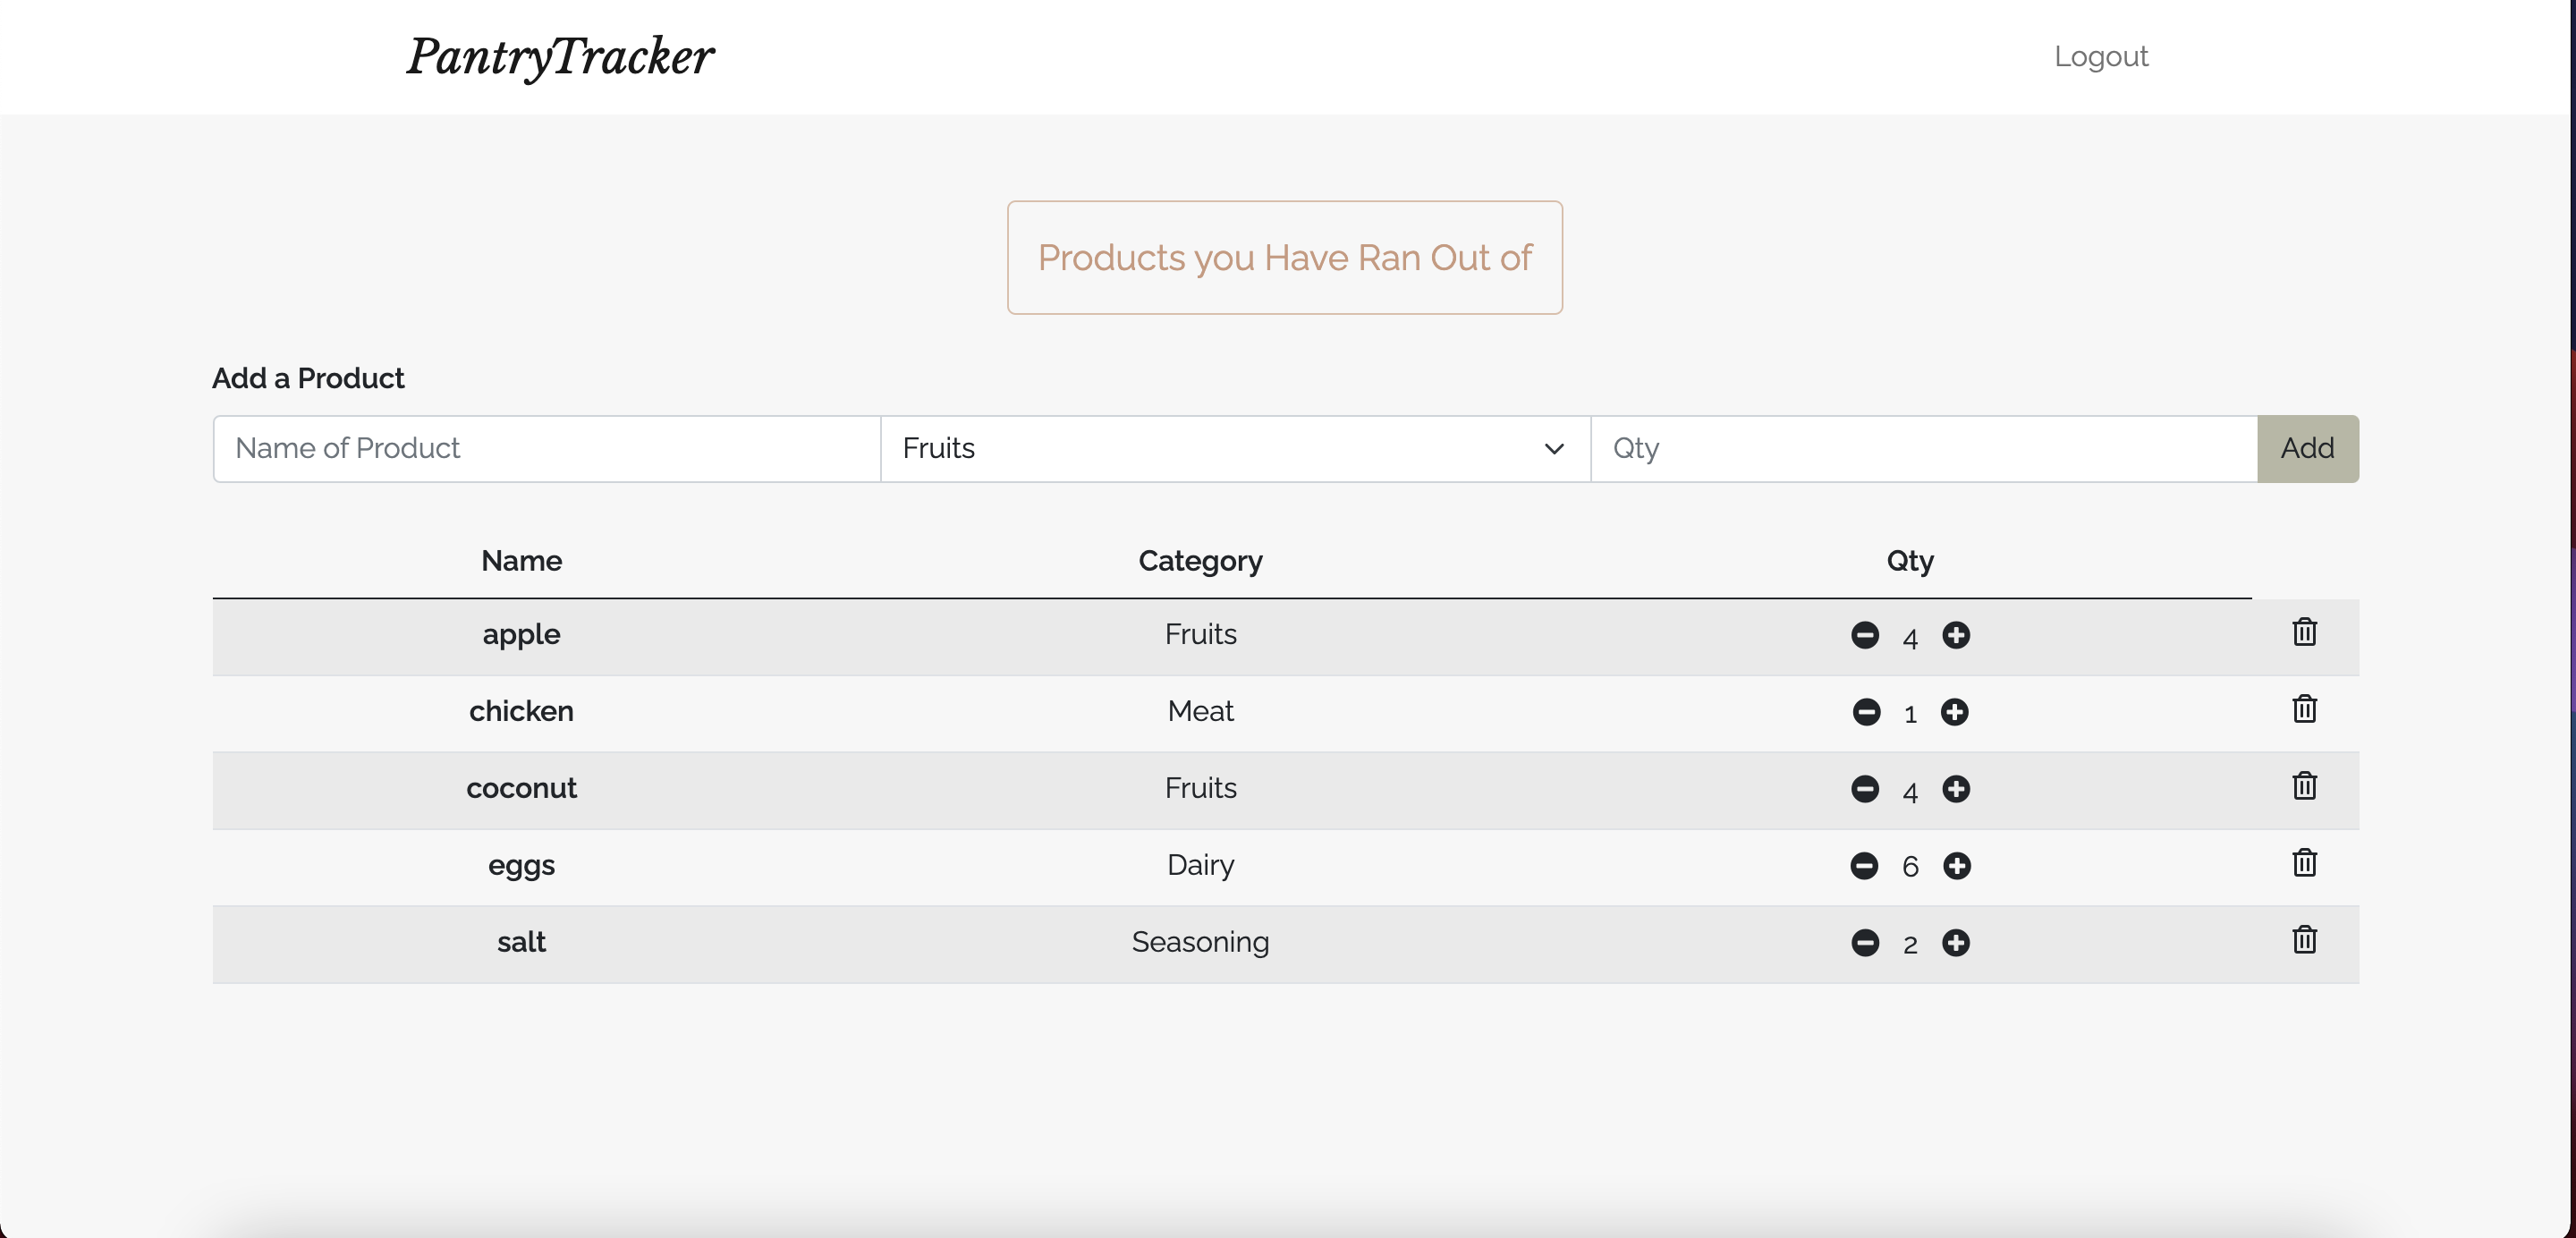 PantryTracker Logout
Products you Have Ran Out of
Add a Product
Name of Product Fruits Qty Add
Name Category Qty
apple Fruits 4
chicken Meat 1
coconut Fruits 4
eggs Dairy 6
salt Seasoning 2